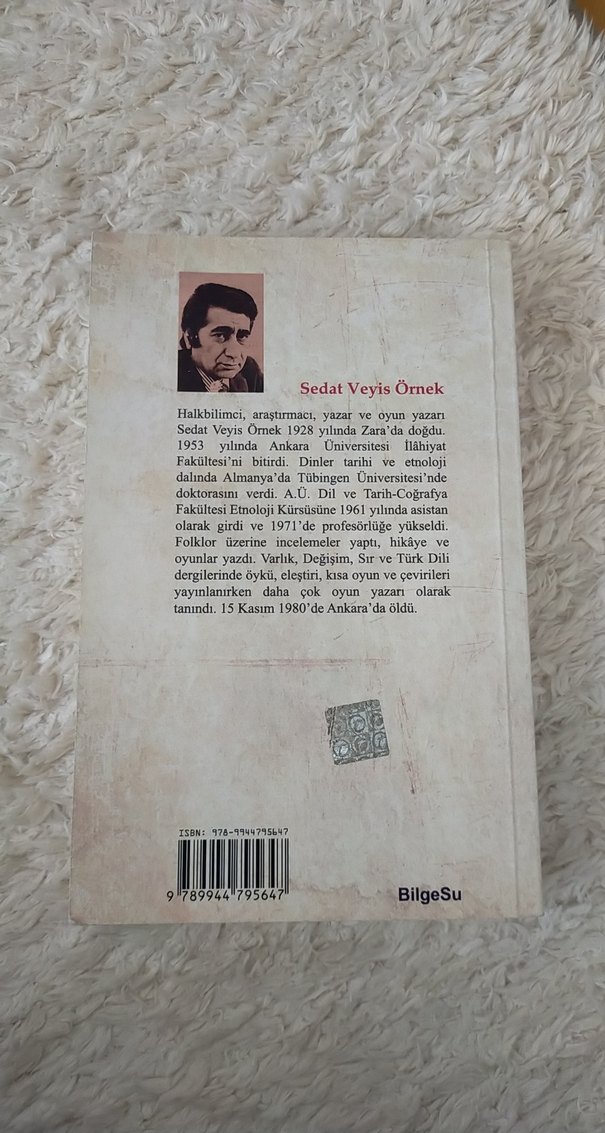 Sedat Veyis Örnek
Halkbilimci, araştırmacı, yazar ve oyun yazarı
Sedat Veyis Örnek 1928 yılında Zara'da doğdu.
1953 yılında Ankara Üniversitesi İlâhiyat
Fakültesi'ni bitirdi. Dinler tarihi ve etnoloji
dalında Almanya'da Tübingen Üniversitesi'nde
doktorasını verdi. A.Ü. Dil ve Tarih-Coğrafya
Fakültesi Etnoloji Kürsüsüne 1961 yılında asistan
olarak girdi ve 1971'de profesörlüğe yükseldi.
Folklor üzerine incelemeler yaptı, hikâye ve
oyunlar yazdı. Varlık, Değişim, Sır ve Türk Dili
dergilerinde öykü, eleştiri, kısa oyun ve çevirileri
yayınlanırken daha çok oyun yazarı olarak
tanındı. 15 Kasım 1980'de Ankara'da öldü.
ISBN: 978-9944795647
9 789944 795647
BilgeSu